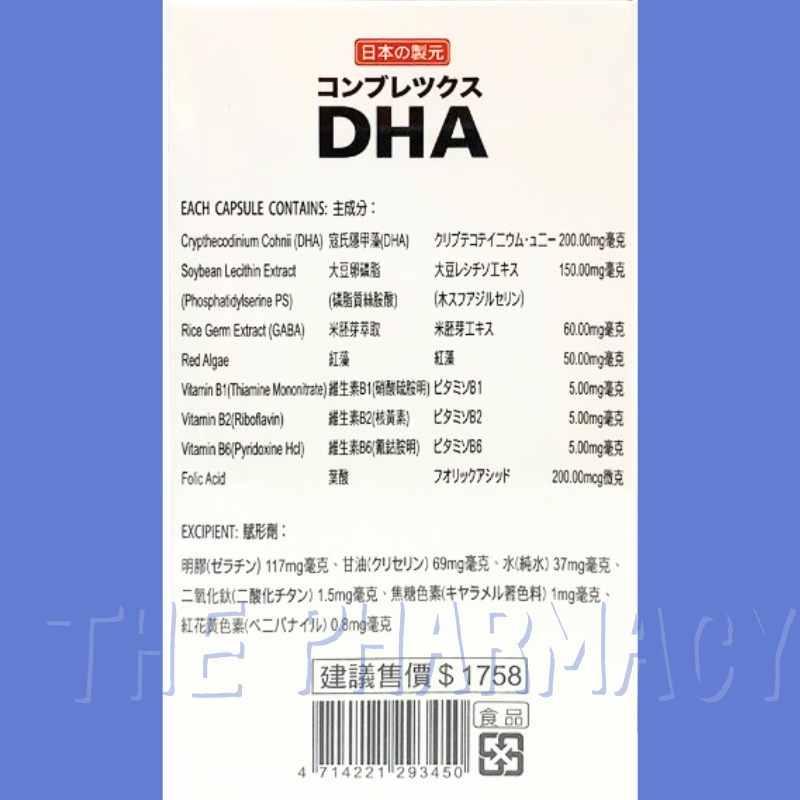 日本の製元
コンブレツクス
DHA
EACH CAPSULE CONTAINS: 主成分：
Crypthecodinium Cohnii (DHA) 寇氏隱甲藻(DHA) クリプテコテイニウム・ュニー 200.00mg毫克
Soybean Lecithin Extract 大豆卵磷脂 大豆レシチソエキス 150.00mg毫克
(Phosphatidylserine PS) (磷脂質絲胺酸) (木スフアジルセリン)
Rice Germ Extract (GABA) 米胚芽萃取 米胚芽エキス 60.00mg毫克
Red Algae 紅藻 紅藻 50.00mg毫克
Vitamin B1(Thiamine Mononitrate) 維生素B1(硝酸硫胺明) ビタミソB1 5.00mg毫克
Vitamin B2(Riboflavin) 維生素B2(核黃素) ビタミソB2 5.00mg毫克
Vitamin B6(Pyridoxine Hcl) 維生素B6(氰鈷胺明) ビタミソB6 5.00mg毫克
Folic Acid 葉酸 フオリックアシッド 200.00mcg微克
EXCIPIENT: 賦形劑：
明膠(ゼラチン) 117mg毫克、甘油(クリセリン) 69mg毫克、水(純水) 37mg毫克、
二氧化鈦(二酸化チタン) 1.5mg毫克、焦糖色素(キヤラメル著色料) 1mg毫克、
紅花黃色素(ベニバナイル) 0.8mg毫克
THE PHARMACY
建議售價 $ 1758
食品
4 714221 293450